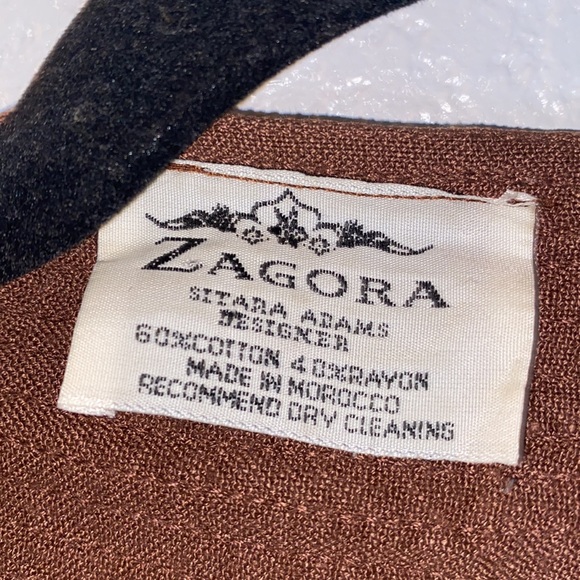 ZAGORA
SITARA ADAMS
DESIGNER
60%COTTON 40%RAYON
MADE IN MOROCCO
RECOMMEND DRY CLEANING